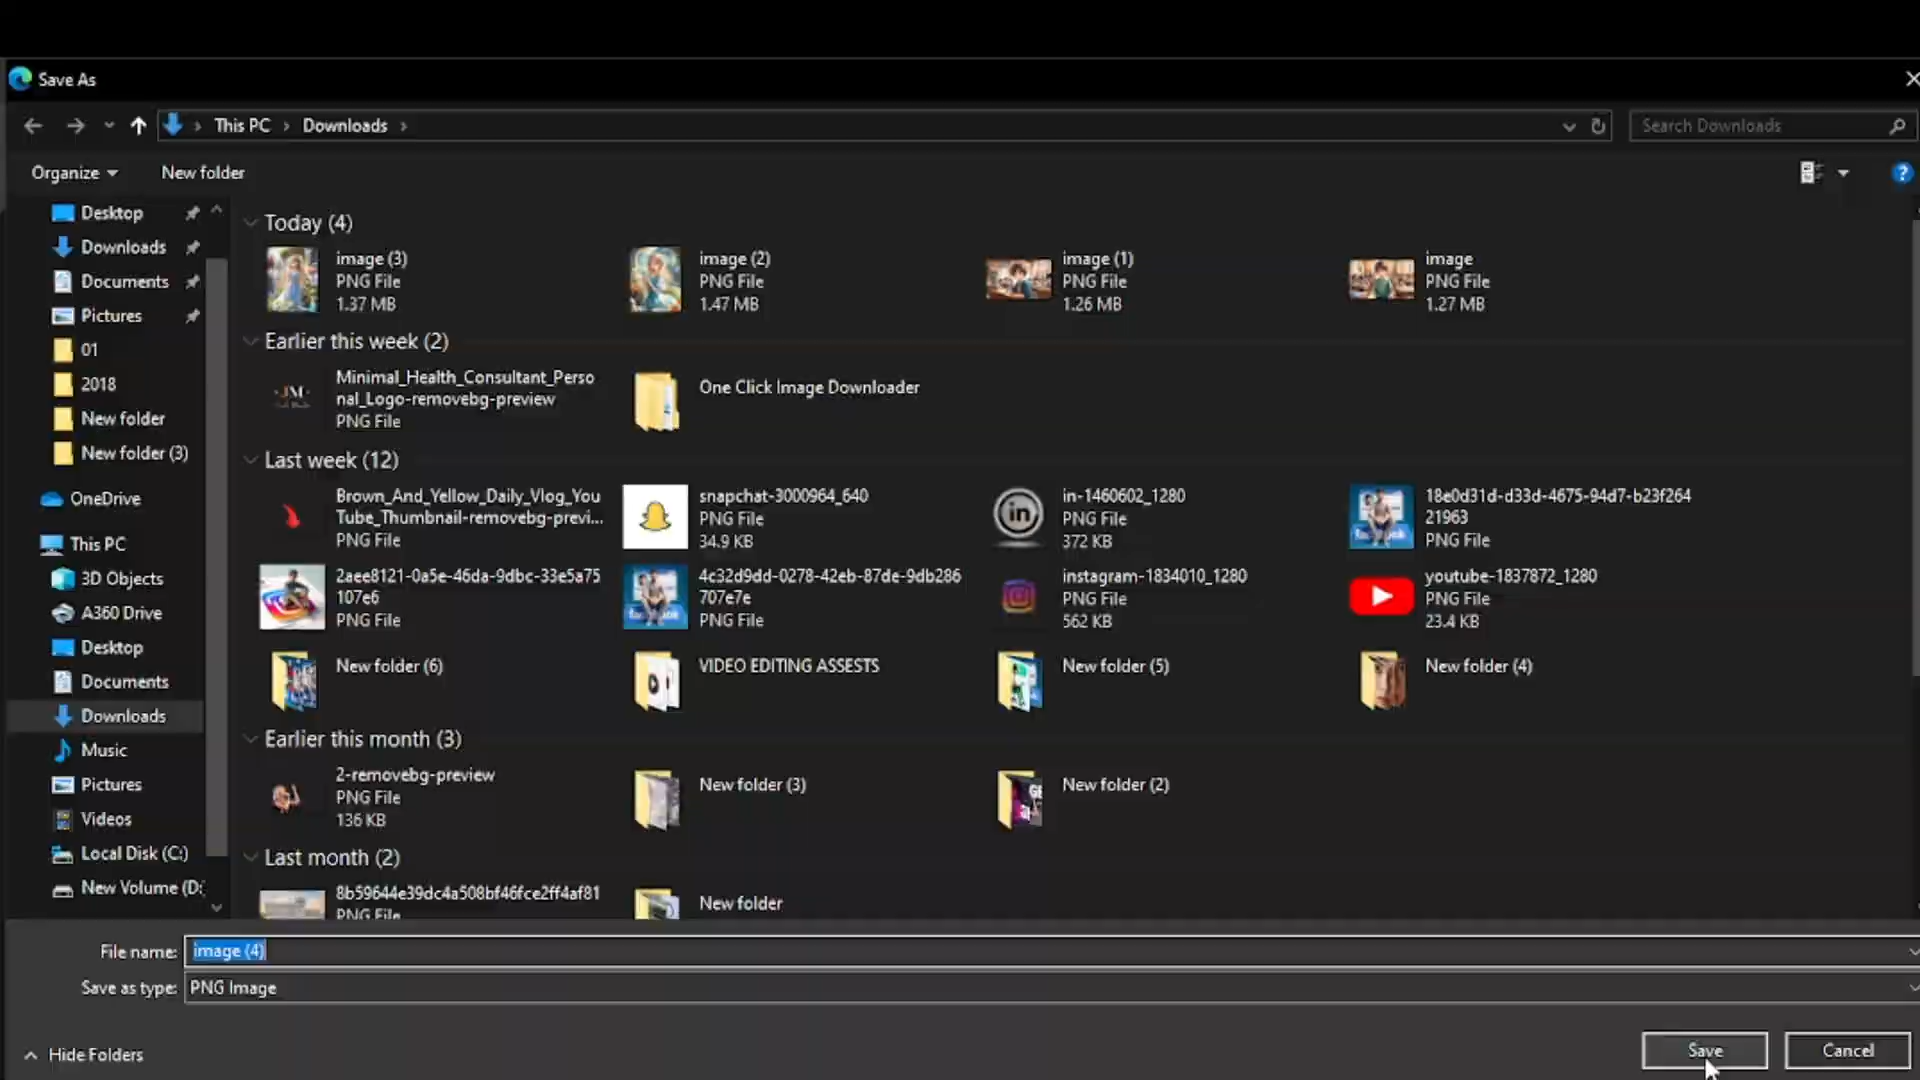 Save As
This PC
Downloads
Search Downloads
Organize
New folder
?
Desktop
Downloads
Documents
Pictures
01
2018
New folder
New folder (3)
OneDrive
This PC
3D Objects
A360 Drive
Desktop
Documents
Downloads
Music
Pictures
Videos
Local Disk (C:)
New Volume (D:
Today (4)
image (3)
PNG File
1.37 MB
image (2)
PNG File
1.47 MB
image (1)
PNG File
1.26 MB
image
PNG File
1.27 MB
Earlier this week (2)
Minimal_Health_Consultant_Perso
nal_Logo-removebg-preview
PNG File
One Click Image Downloader
Last week (12)
Brown_And_Yellow_Daily_Vlog_You
Tube_Thumbnail-removebg-previ...
PNG File
snapchat-3000964_640
PNG File
34.9 KB
in-1460602_1280
PNG File
372 KB
18e0d31d-d33d-4675-94d7-b23f264
21963
PNG File
2aee8121-0a5e-46da-9dbc-33e5a75
107e6
PNG File
4c32d9dd-0278-42eb-87de-9db286
707e7e
PNG File
instagram-1834010_1280
PNG File
562 KB
youtube-1837872_1280
PNG File
23.4 KB
New folder (6)
VIDEO EDITING ASSESTS
New folder (5)
New folder (4)
Earlier this month (3)
2-removebg-preview
PNG File
136 KB
New folder (3)
New folder (2)
Last month (2)
8b59644e39dc4a508bf46fce2ff4af81
PNG File
New folder
File name: image (4)
Save as type: PNG Image
Hide Folders
Save
Cancel